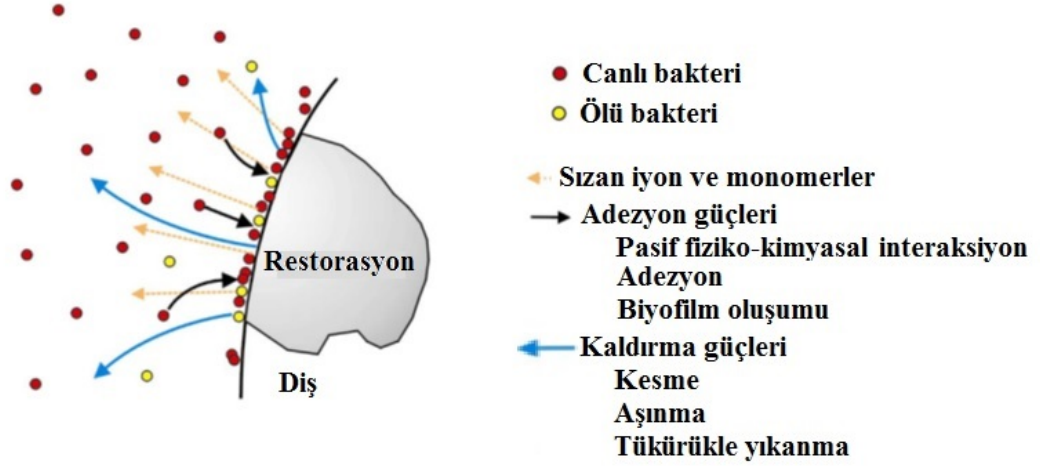 Canlı bakteri
Ölü bakteri
Sızan iyon ve monomerler
Adezyon güçleri
Pasif fiziko-kimyasal interaksiyon
Adezyon
Biyofilm oluşumu
Kaldırma güçleri
Kesme
Aşınma
Tükürükle yıkanma
Restorasyon
Diş